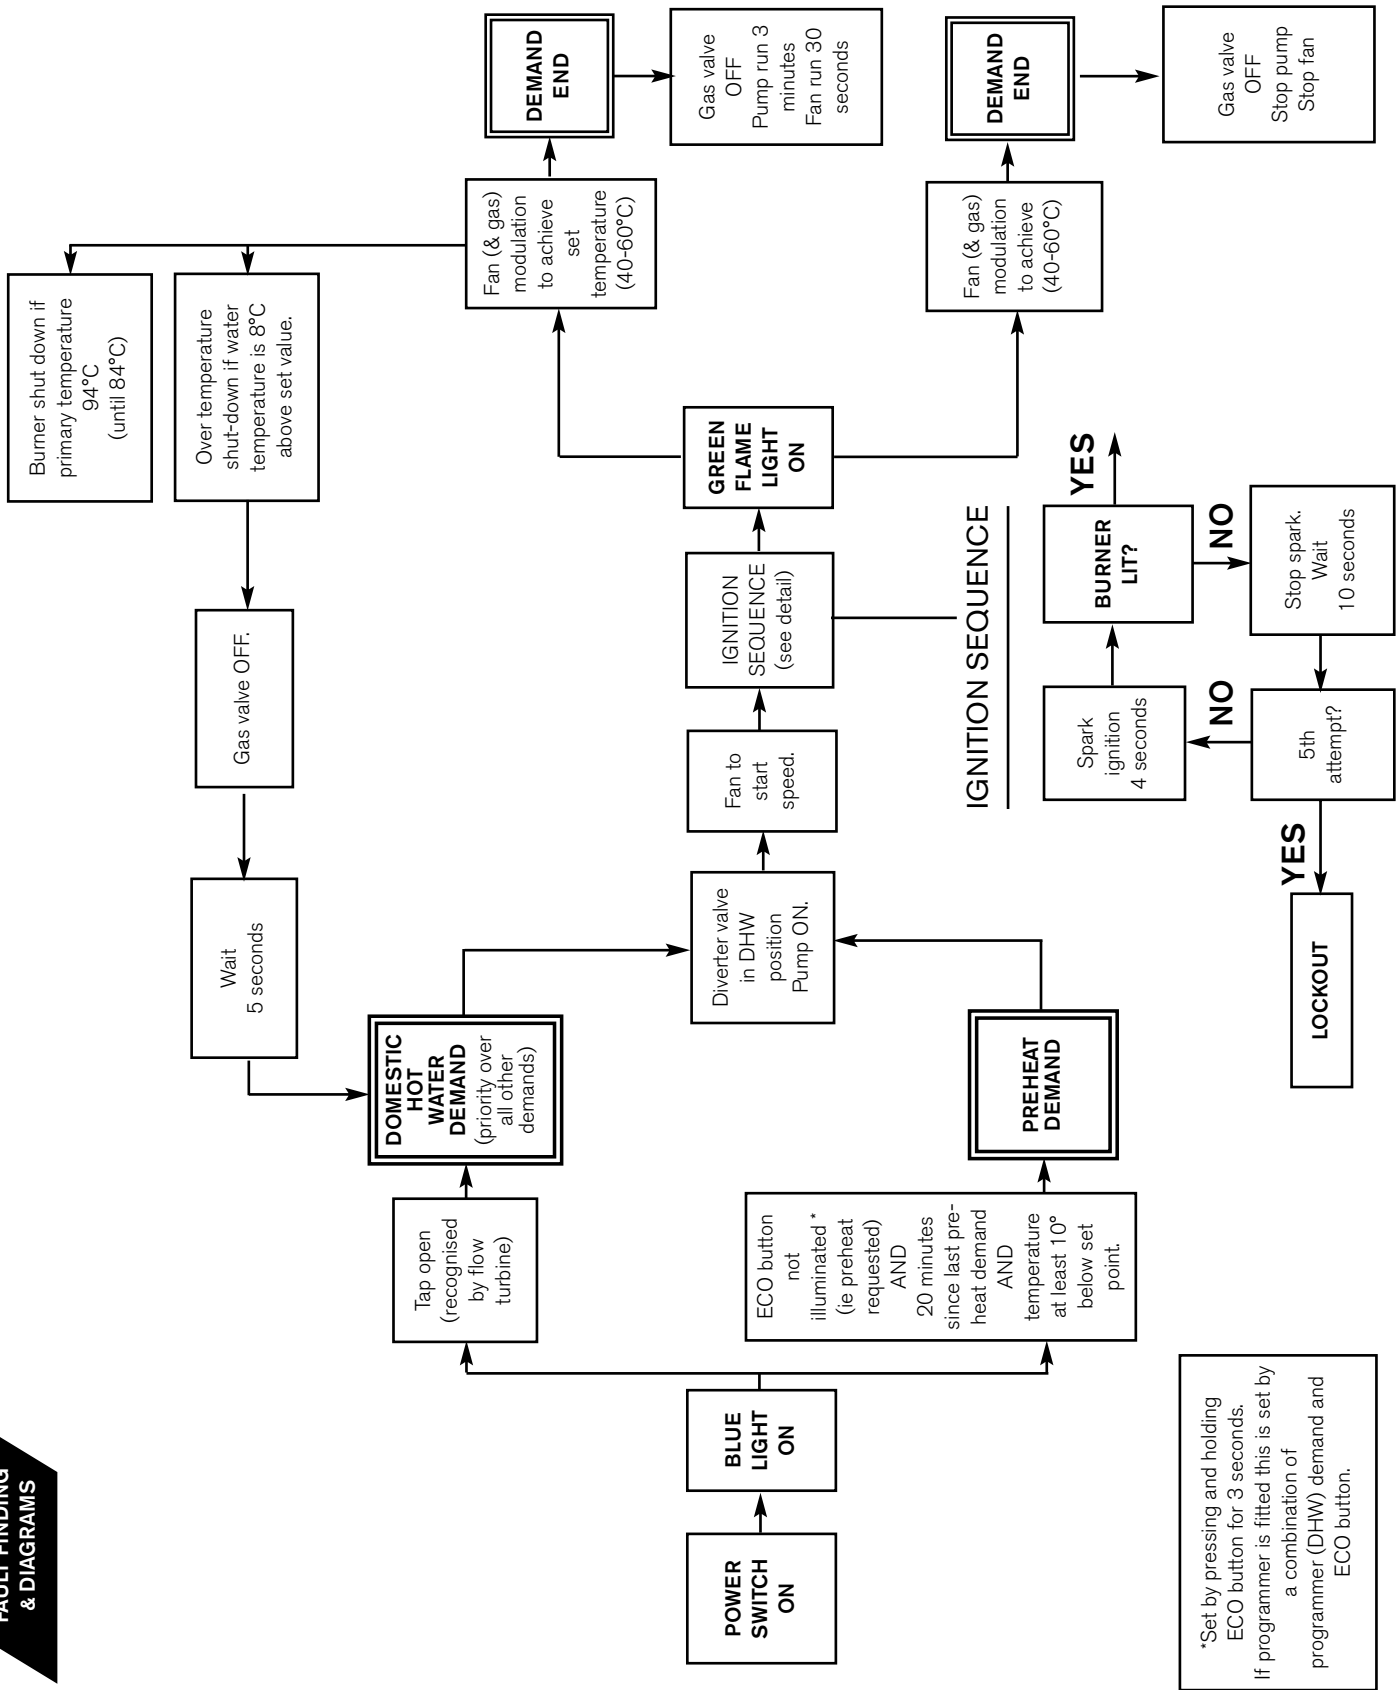 FAULT FINDING
& DIAGRAMS
POWER
SWITCH
ON
BLUE
LIGHT
ON
Tap open
(recognised
by flow
turbine)
DOMESTIC
HOT
WATER
DEMAND
(priority over
all other
demands)
Wait
5 seconds
Gas valve OFF.
Over temperature
shut-down if water
temperature is 8°C
above set value.
Burner shut down if
primary temperature
94°C
(until 84°C)
ECO button
not
illuminated *
(ie preheat
requested)
AND
20 minutes
since last pre-
heat demand
AND
temperature
at least 10°
below set
point.
PREHEAT
DEMAND
Diverter valve
in DHW
position
Pump ON.
Fan to
start
speed.
IGNITION
SEQUENCE
(see detail)
GREEN
FLAME
LIGHT
ON
Fan (& gas)
modulation
to achieve
set
temperature
(40-60°C)
DEMAND
END
Gas valve
OFF
Pump run 3
minutes
Fan run 30
seconds
Fan (& gas)
modulation
to achieve
(40-60°C)
DEMAND
END
Gas valve
OFF
Stop pump
Stop fan
IGNITION SEQUENCE
Spark
ignition
4 seconds
BURNER
LIT?
YES
NO
Stop spark.
Wait
10 seconds
5th
attempt?
NO
YES
LOCKOUT
*Set by pressing and holding
ECO button for 3 seconds.
If programmer is fitted this is set by
a combination of
programmer (DHW) demand and
ECO button.